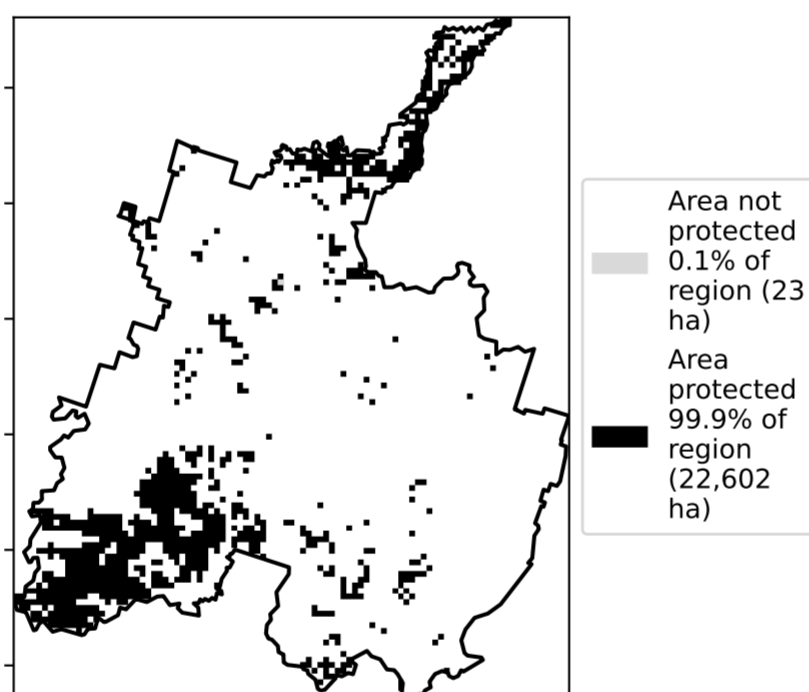 Area not
protected
0.1% of
region (23
ha)
Area
protected
99.9% of
region
(22,602
ha)